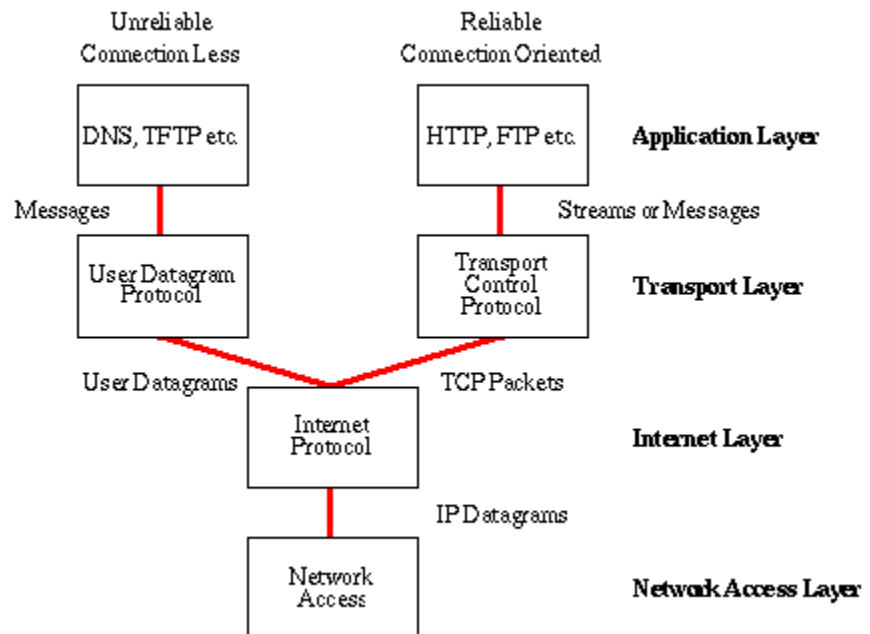 Unreliable
Connection Less
Reliable
Connection Oriented
DNS, TFTP etc.
HTTP, FTP etc.
Application Layer
Messages
Streams or Messages
User Datagram
Protocol
Transport
Control
Protocol
Transport Layer
User Datagrams
TCP Packets
Internet
Protocol
Internet Layer
IP Datagrams
Network
Access
Network Access Layer